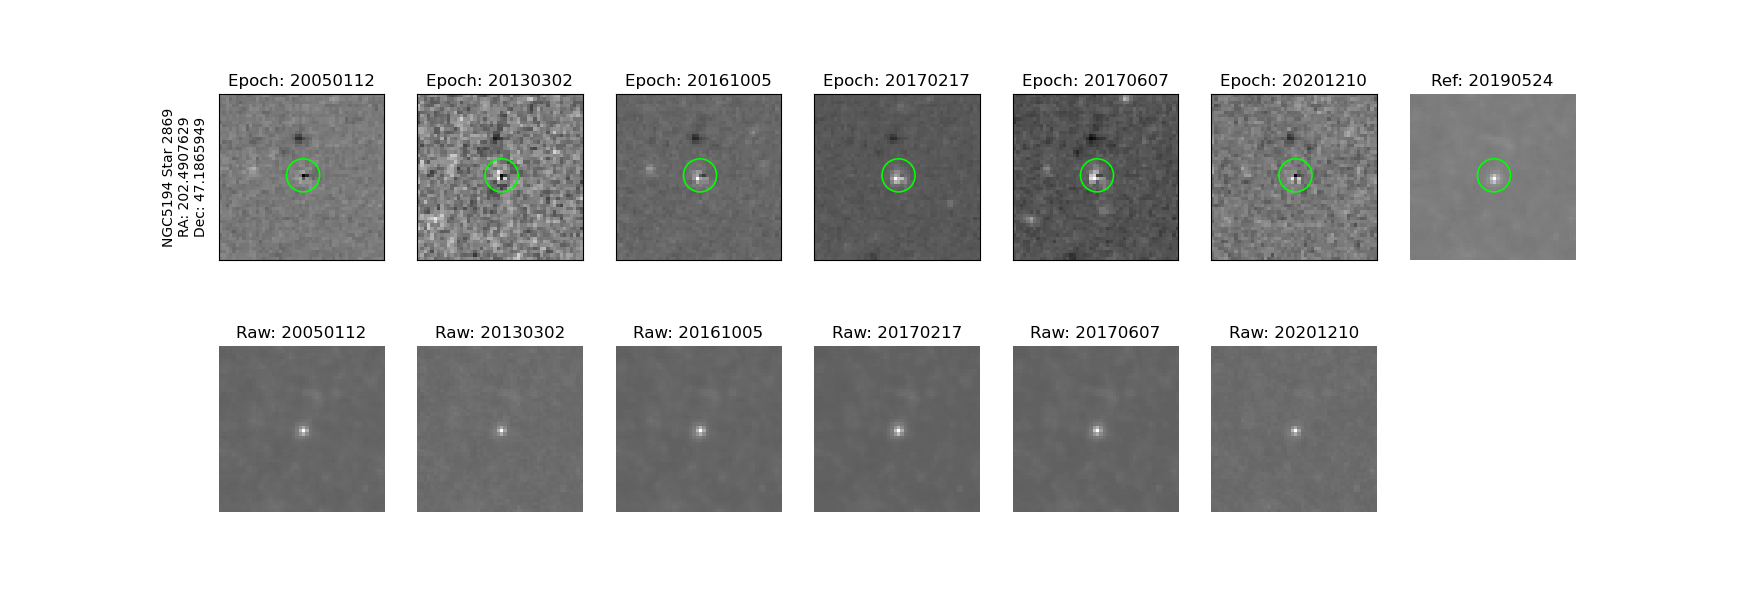 Epoch: 20050112
Epoch: 20130302
Epoch: 20161005
Epoch: 20170217
Epoch: 20170607
Epoch: 20201210
Ref: 20190524
NGC5194 Star 2869
RA: 202.4907629
Dec: 47.1865949
Raw: 20050112
Raw: 20130302
Raw: 20161005
Raw: 20170217
Raw: 20170607
Raw: 20201210